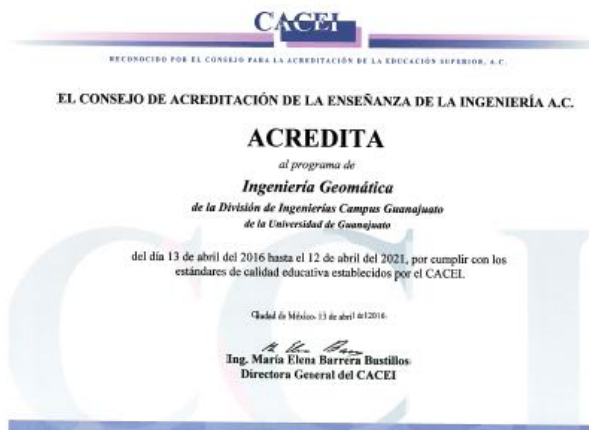 CACEI
RECONOCIDO POR EL CONSEJO PARA LA ACREDITACIÓN DE LA EDUCACIÓN SUPERIOR, A.C.
EL CONSEJO DE ACREDITACIÓN DE LA ENSEÑANZA DE LA INGENIERÍA A.C.
ACREDITA
al programa de
Ingeniería Geomática
de la División de Ingenierías Campus Guanajuato
de la Universidad de Guanajuato
del día 13 de abril del 2016 hasta el 12 de abril del 2021, por cumplir con los
estándares de calidad educativa establecidos por el CACEI.
Ciudad de México, 13 de abril del 2016.
Ing. María Elena Barrera Bustillos
Directora General del CACEI